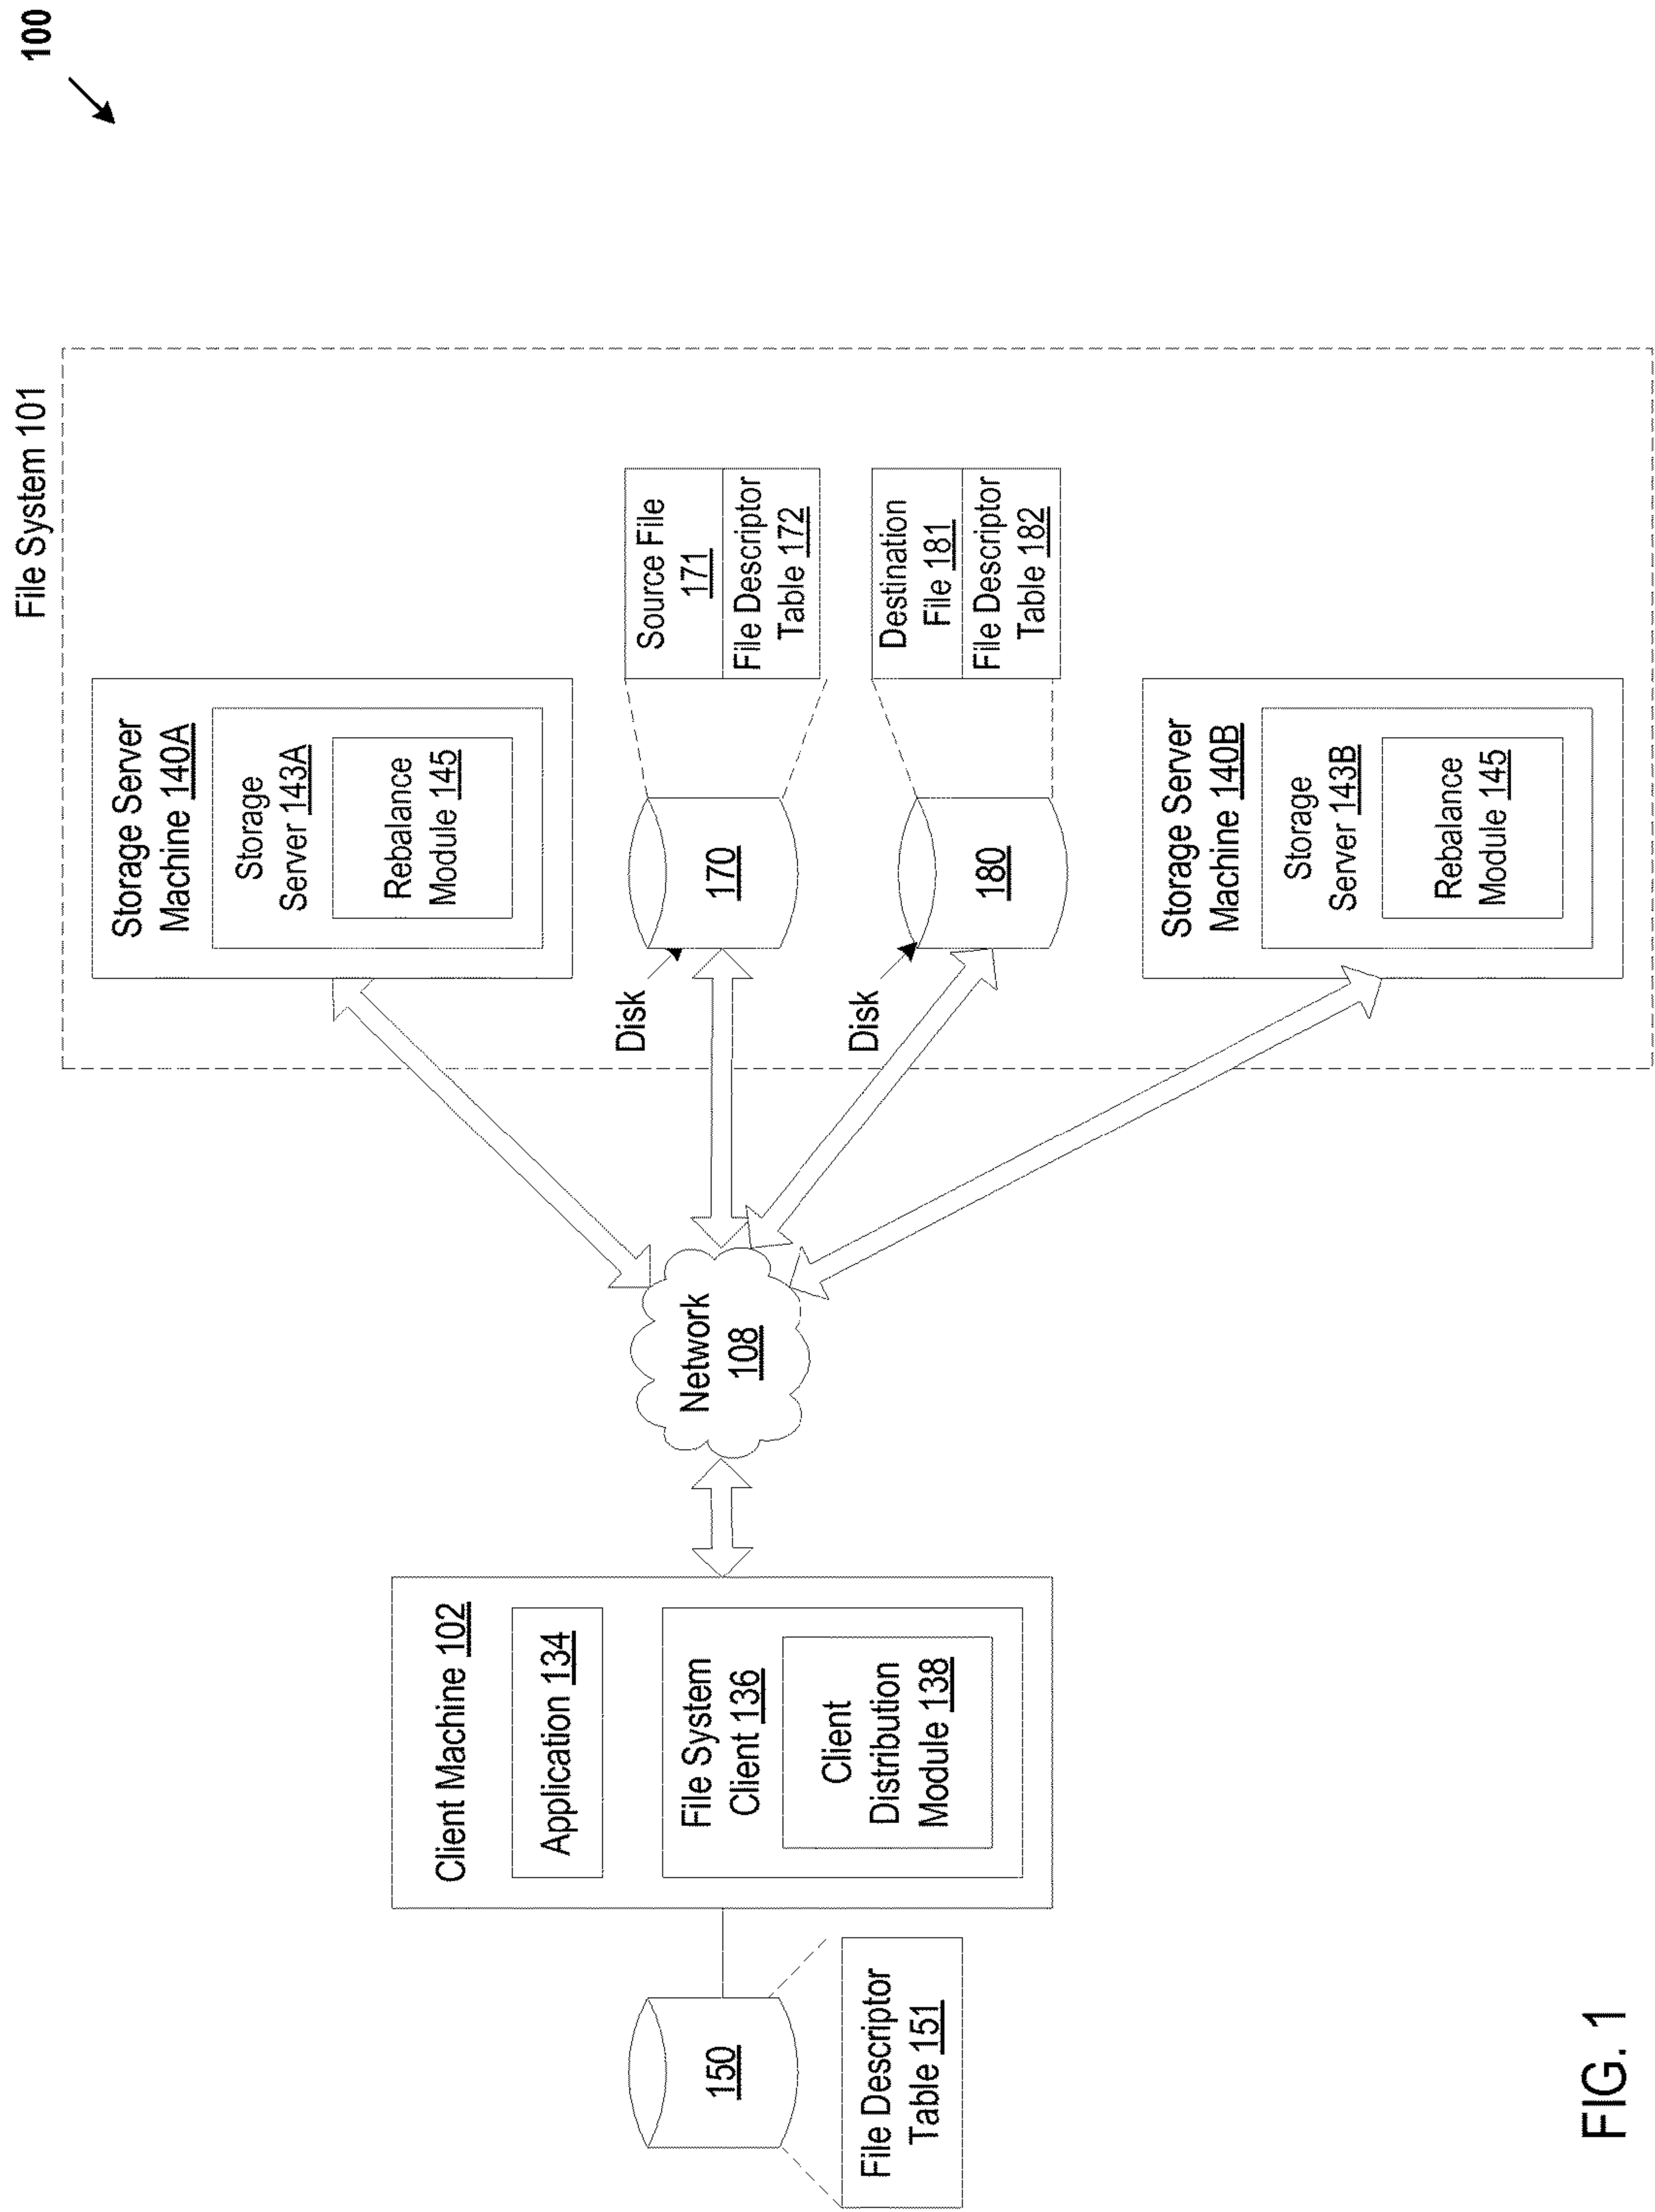 100
File System 101
Storage Server
Machine 140A
Storage
Server 143A
Rebalance
Module 145
Disk
170
Source File
171
File Descriptor
Table 172
Disk
180
Destination
File 181
File Descriptor
Table 182
Storage Server
Machine 140B
Storage
Server 143B
Rebalance
Module 145
Network
108
Client Machine 102
Application 134
File System
Client 136
Client
Distribution
Module 138
150
File Descriptor
Table 151
FIG. 1